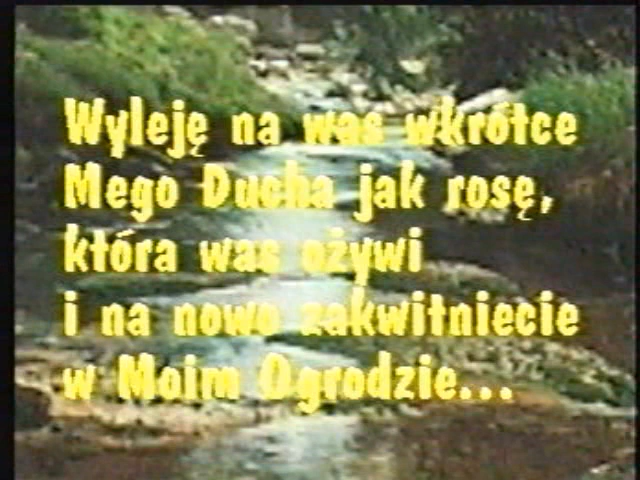 Wyleję na was wkrótce
Mego Ducha jak rosę,
która was ożywi
i na nowo zakwitniecie
w Moim Ogrodzie...